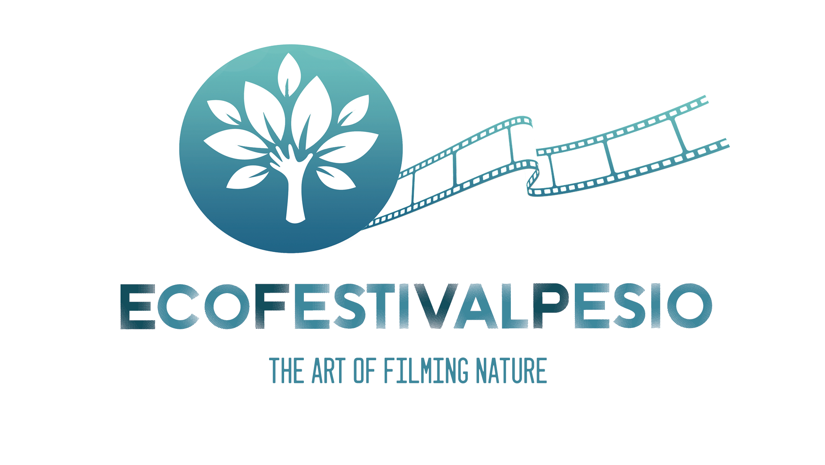 ECOFESTIVALPESIO
THE ART OF FILMING NATURE